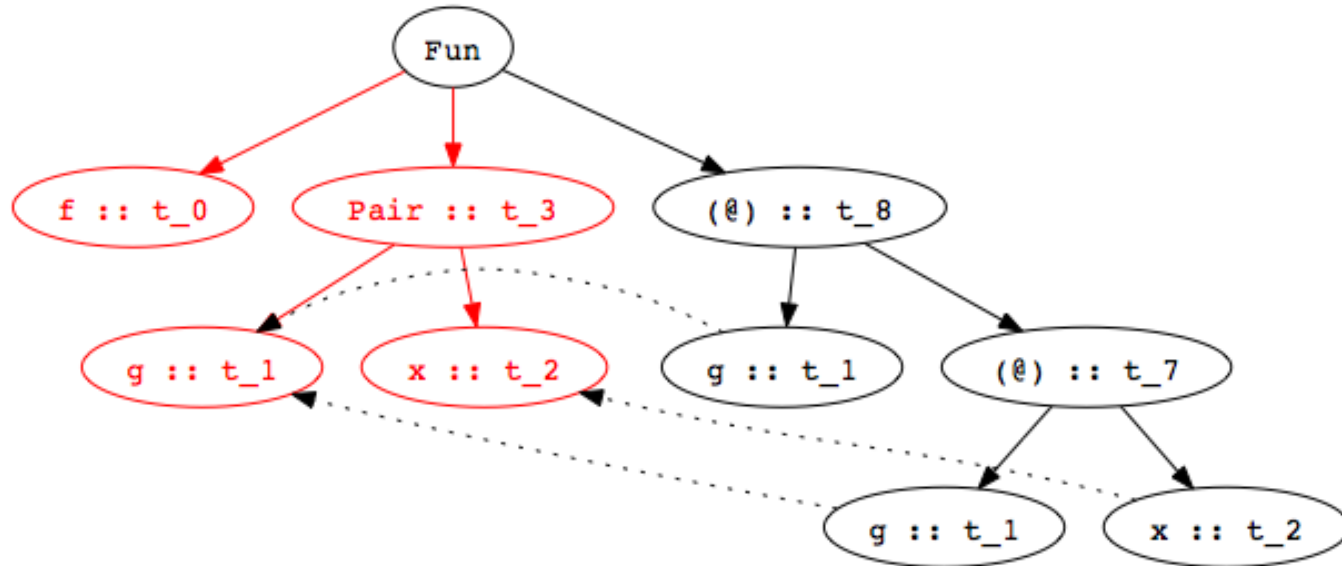 Fun
f :: t_0
Pair :: t_3
(@) :: t_8
g :: t_1
x :: t_2
g :: t_1
(@) :: t_7
g :: t_1
x :: t_2